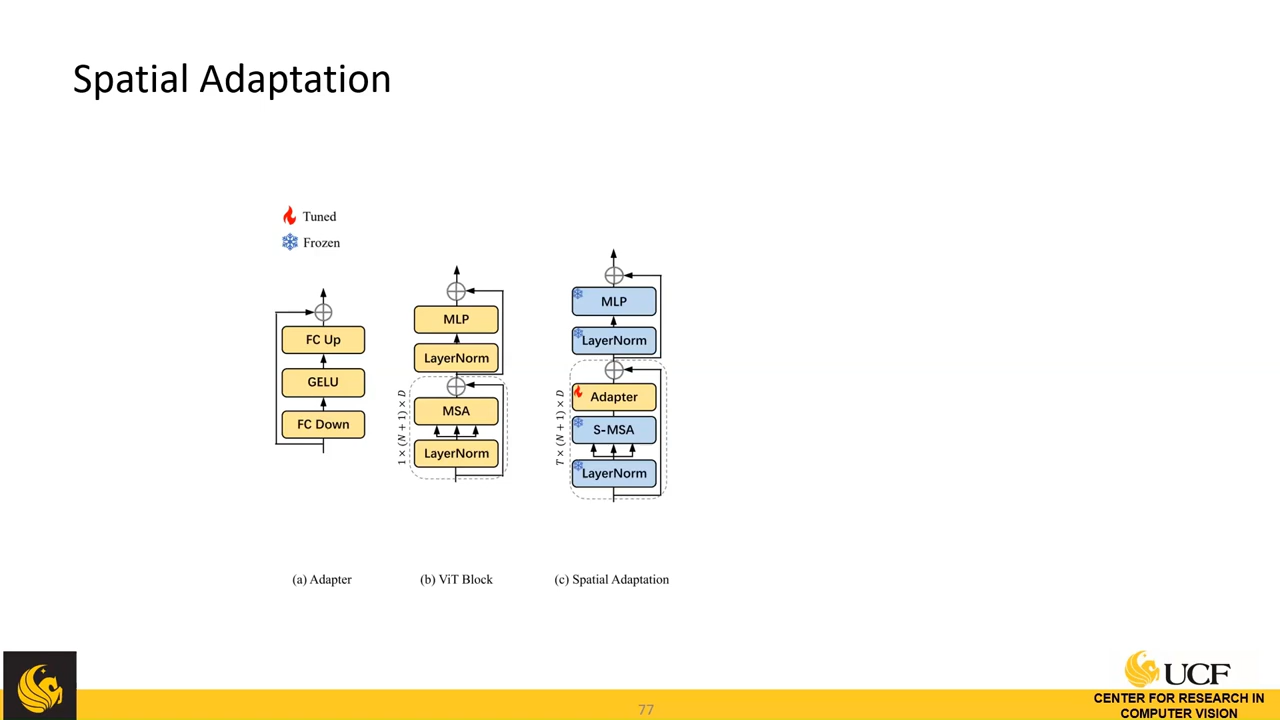 Spatial Adaptation
Tuned
Frozen
FC Up
GELU
FC Down
(a) Adapter
MLP
LayerNorm
MSA
LayerNorm
1 × (N + 1) × D
(b) ViT Block
MLP
LayerNorm
Adapter
S-MSA
LayerNorm
T × (N + 1) × D
(c) Spatial Adaptation
77
UCF
CENTER FOR RESEARCH IN
COMPUTER VISION